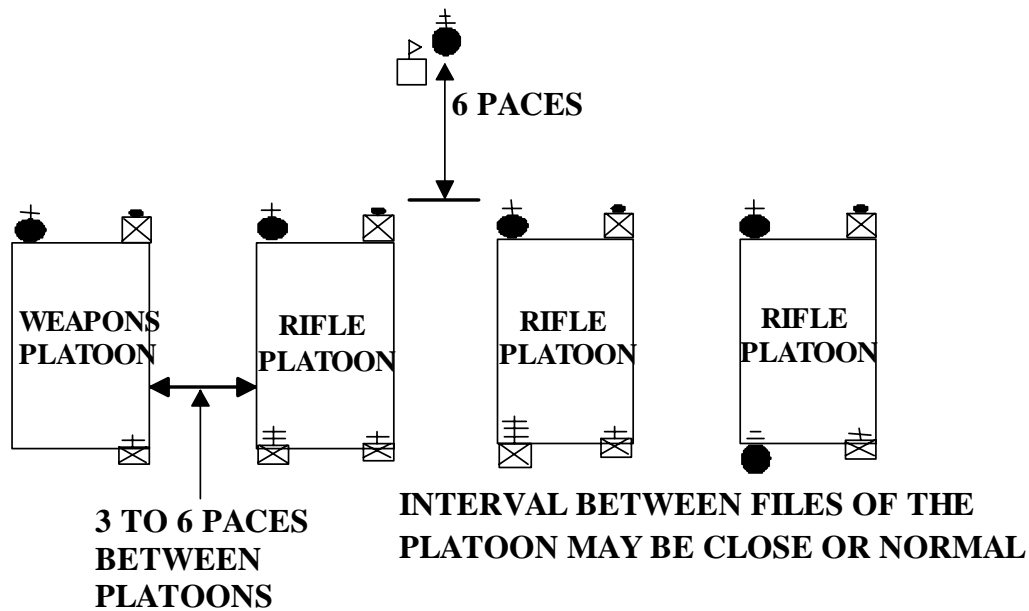 6 PACES
WEAPONS
PLATOON
RIFLE
PLATOON
RIFLE
PLATOON
RIFLE
PLATOON
3 TO 6 PACES
BETWEEN
PLATOONS
INTERVAL BETWEEN FILES OF THE
PLATOON MAY BE CLOSE OR NORMAL